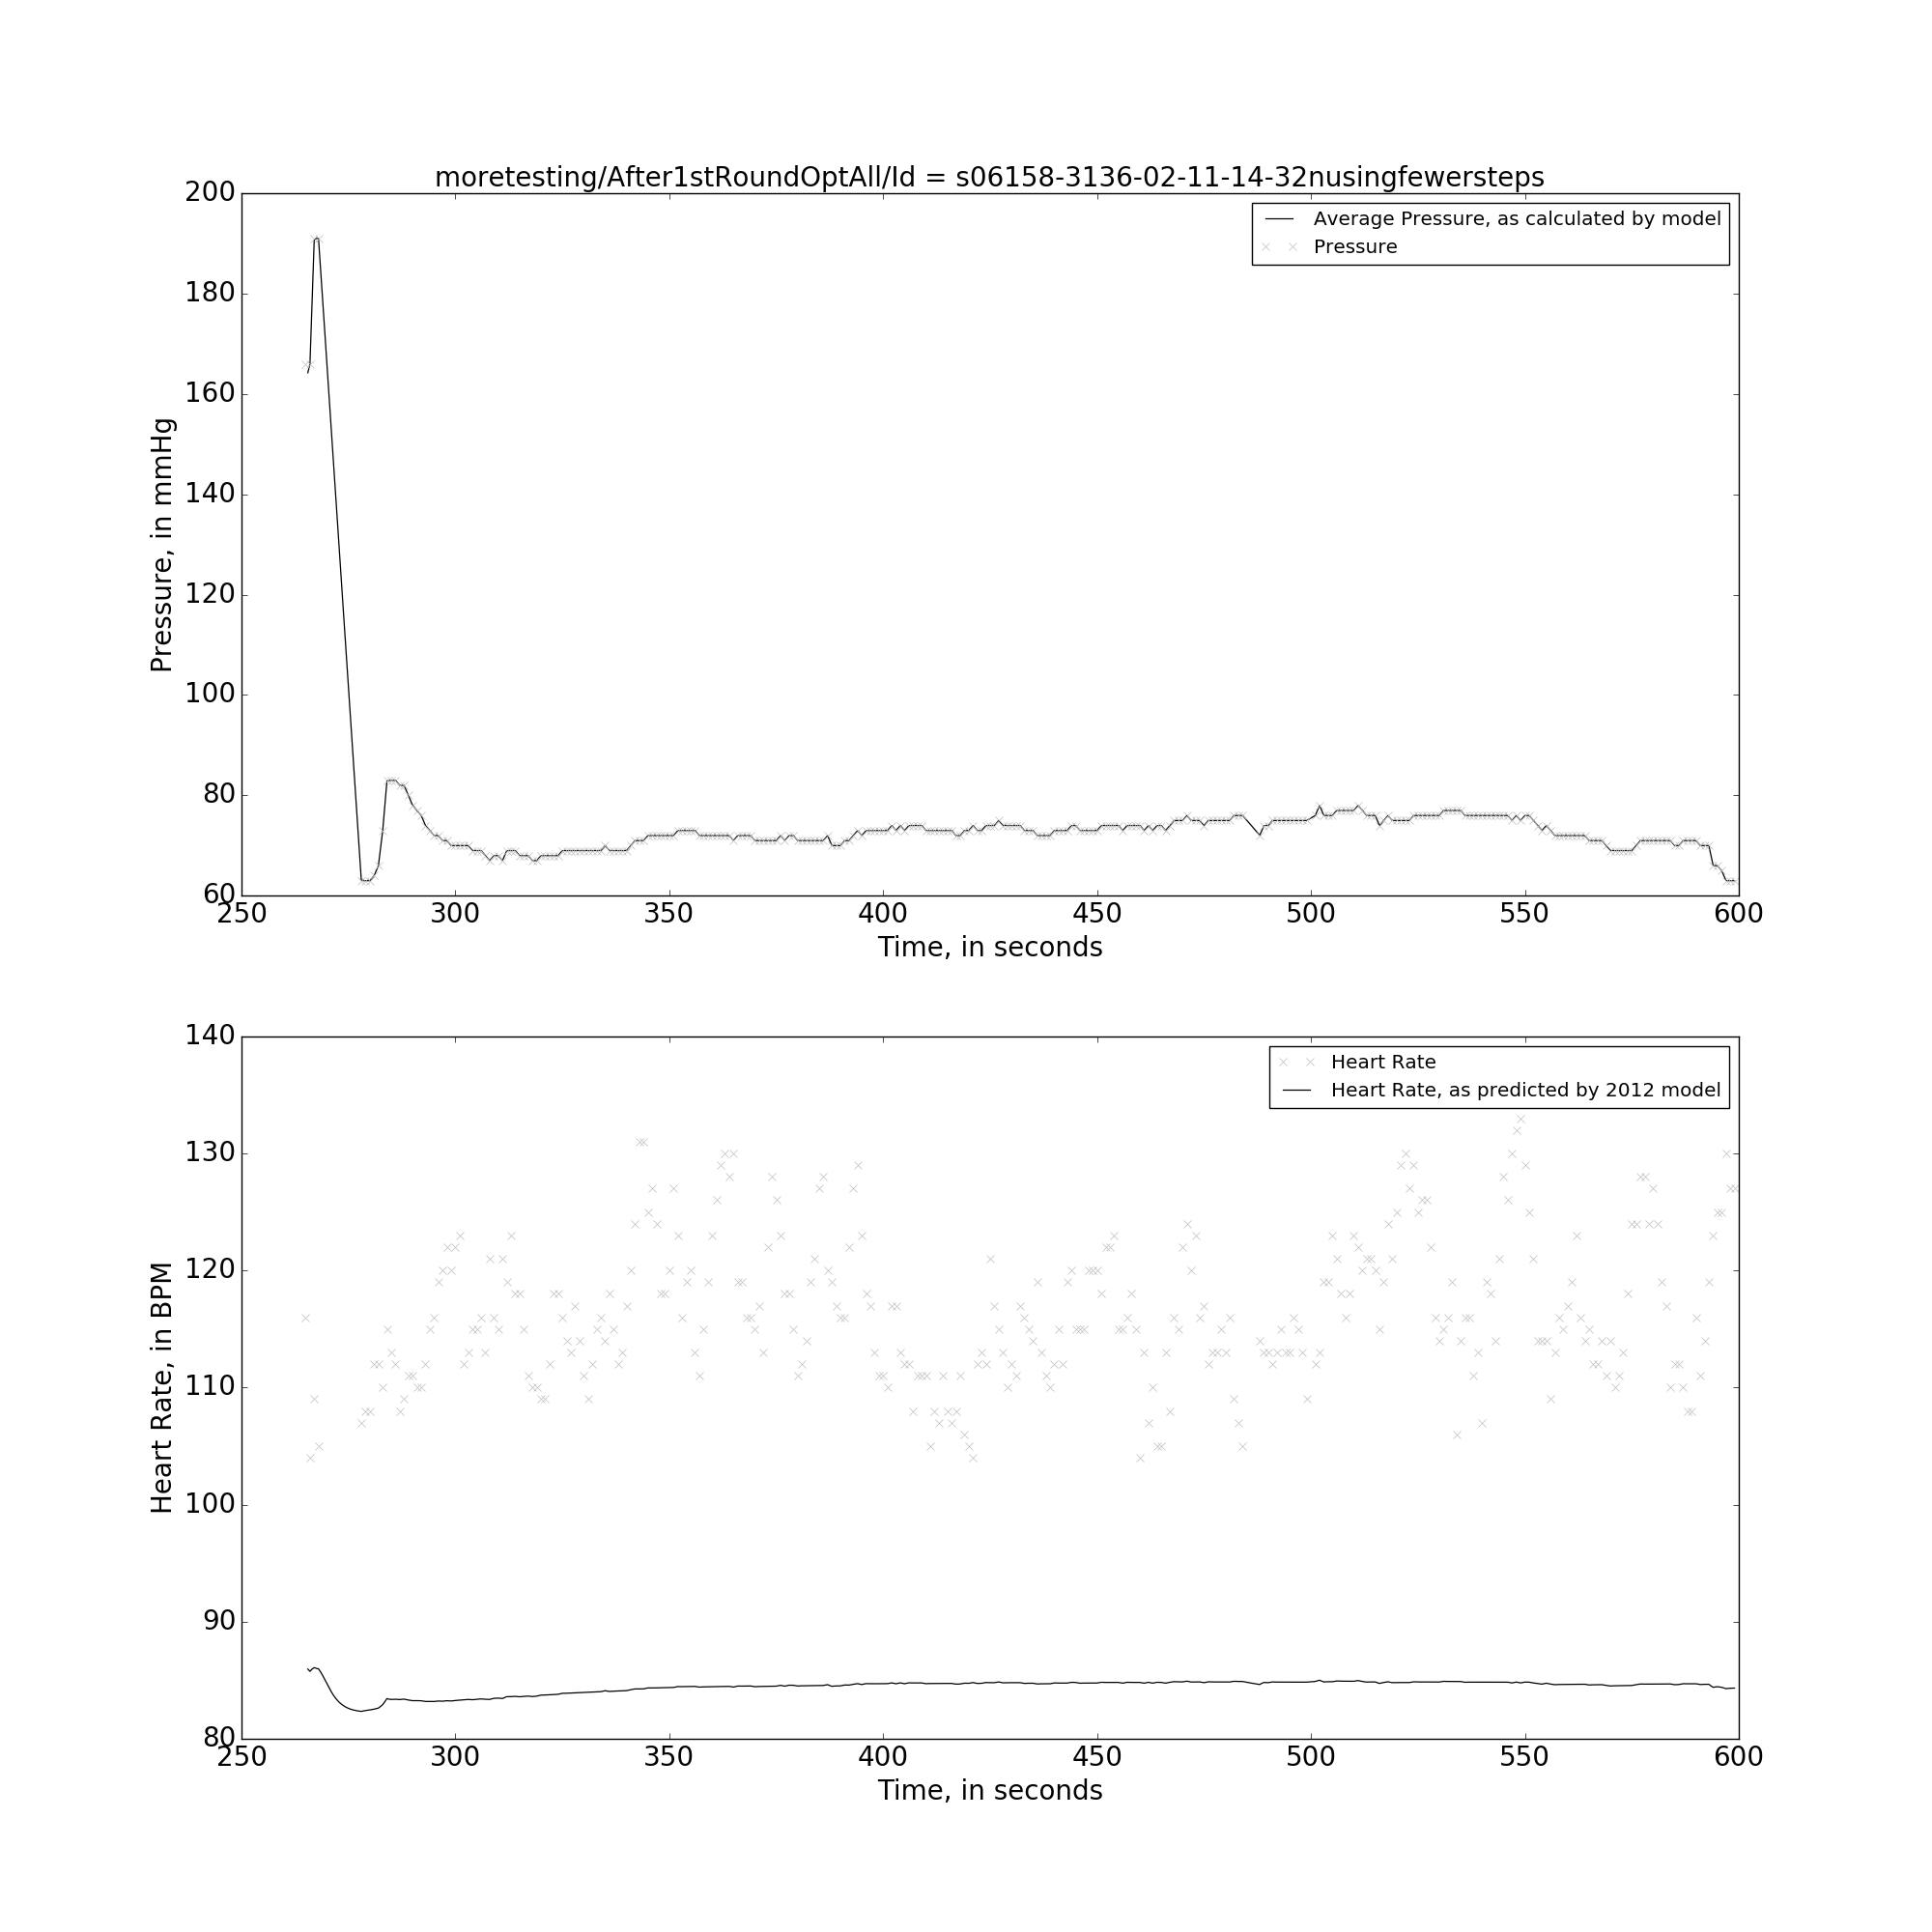 moretesting/After1stRoundOptAll/Id = s06158-3136-02-11-14-32nusingfewersteps
200
180
160
140
120
100
80
60
Pressure, in mmHg
Average Pressure, as calculated by model
Pressure
250 300 350 400 450 500 550 600
Time, in seconds
140
130
120
110
100
90
80
Heart Rate, in BPM
Heart Rate
Heart Rate, as predicted by 2012 model
250 300 350 400 450 500 550 600
Time, in seconds